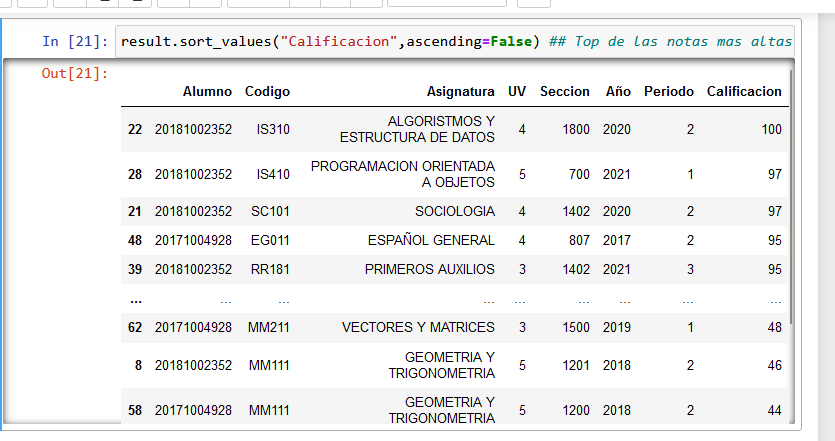 In [21]: result.sort_values("Calificacion",ascending=False) ## Top de las notas mas altas
Out[21]:
Alumno Codigo Asignatura UV Seccion Año Periodo Calificacion
22 20181002352 IS310 ALGORISTMOS Y
ESTRUCTURA DE DATOS 4 1800 2020 2 100
28 20181002352 IS410 PROGRAMACION ORIENTADA
A OBJETOS 5 700 2021 1 97
21 20181002352 SC101 SOCIOLOGIA 4 1402 2020 2 97
48 20171004928 EG011 ESPAÑOL GENERAL 4 807 2017 2 95
39 20181002352 RR181 PRIMEROS AUXILIOS 3 1402 2021 3 95
... ... ... ... ... ... ... ... ...
62 20171004928 MM211 VECTORES Y MATRICES 3 1500 2019 1 48
8 20181002352 MM111 GEOMETRIA Y
TRIGONOMETRIA 5 1201 2018 2 46
58 20171004928 MM111 GEOMETRIA Y
TRIGONOMETRIA 5 1200 2018 2 44